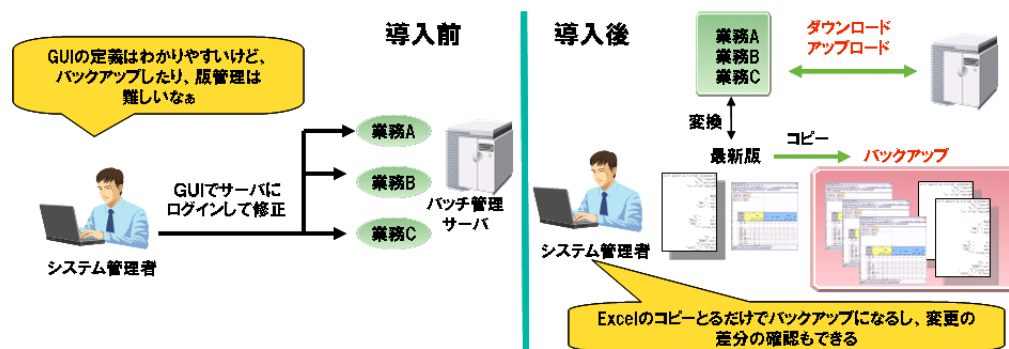 導入前
GUIの定義はわかりやすいけど、
バックアップしたり、版管理は
難しいなぁ
業務A
業務B
業務C
GUIでサーバに
ログインして修正
バッチ管理
サーバ
システム管理者
導入後
業務A
業務B
業務C
ダウンロード
アップロード
変換
最新版
コピー
バックアップ
システム管理者
Excelのコピーとるだけでバックアップになるし、変更の
差分の確認もできる